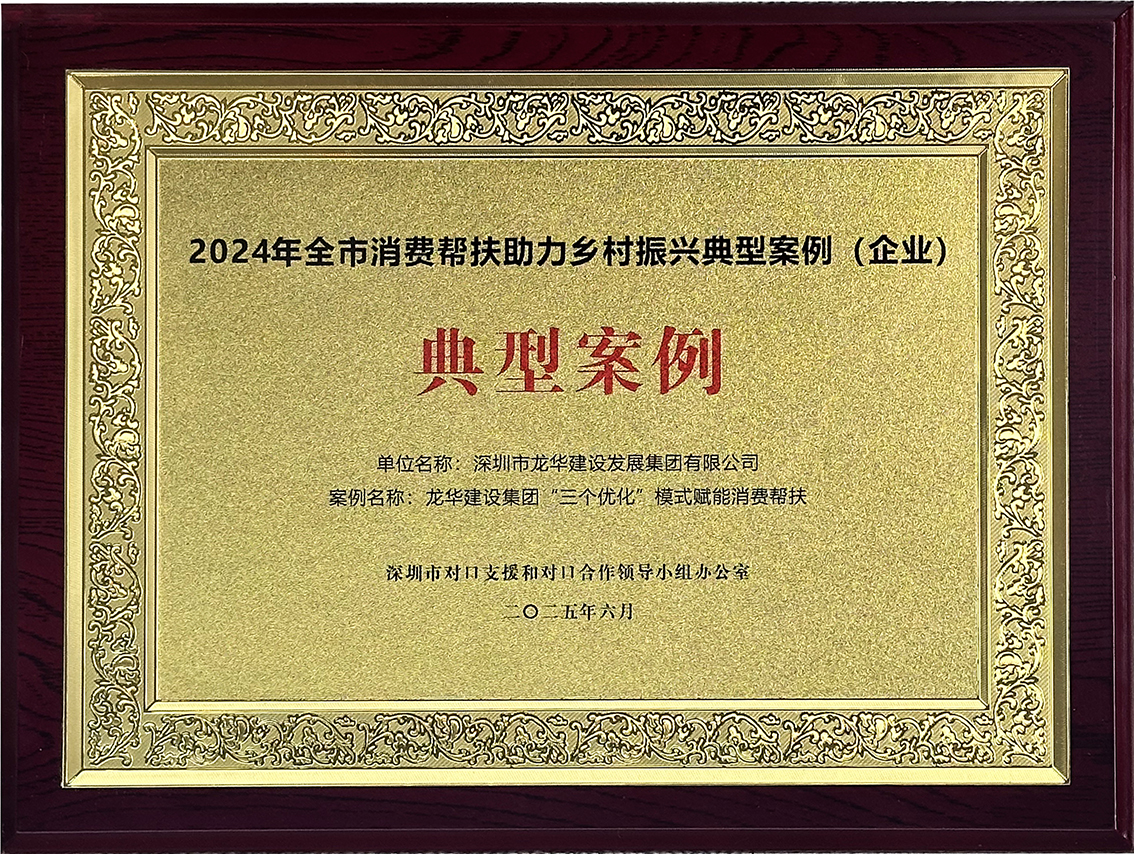 2024年全市消费帮扶助力乡村振兴典型案例（企业）
典型案例
单位名称：深圳市龙华建设发展集团有限公司
案例名称：龙华建设集团“三个优化”模式赋能消费帮扶
深圳市对口支援和对口合作领导小组办公室
二〇二五年六月